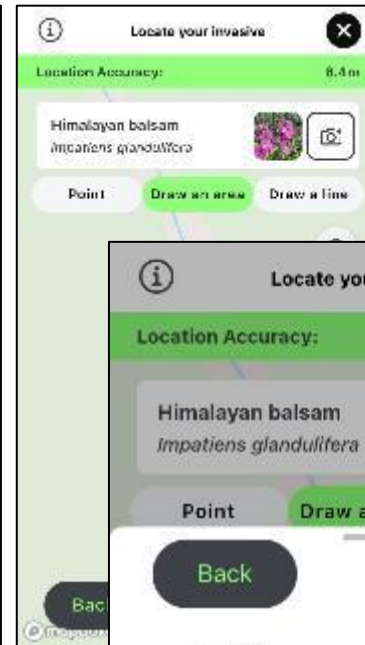 Locate your invasive
Location Accuracy: 8.4m
Himalayan balsam
Impatiens glandulifera
Point Draw an area Draw a line
Locate you
Location Accuracy:
Himalayan balsam
Impatiens glandulifera
Point Draw a
Back
Bac